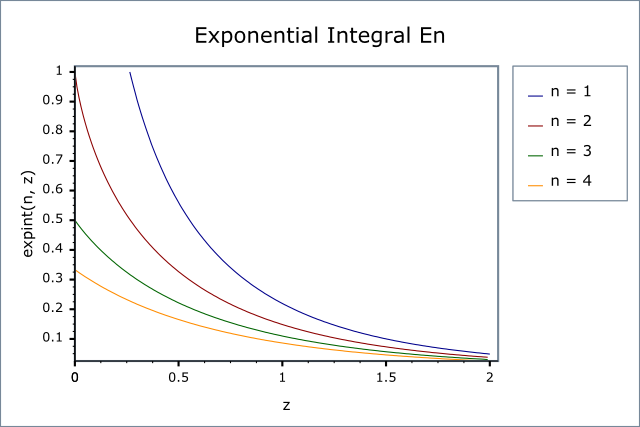 Exponential Integral En
expint(n, z)
1
0.9
0.8
0.7
0.6
0.5
0.4
0.3
0.2
0.1
0 0.5 1 1.5 2
z
n = 1
n = 2
n = 3
n = 4